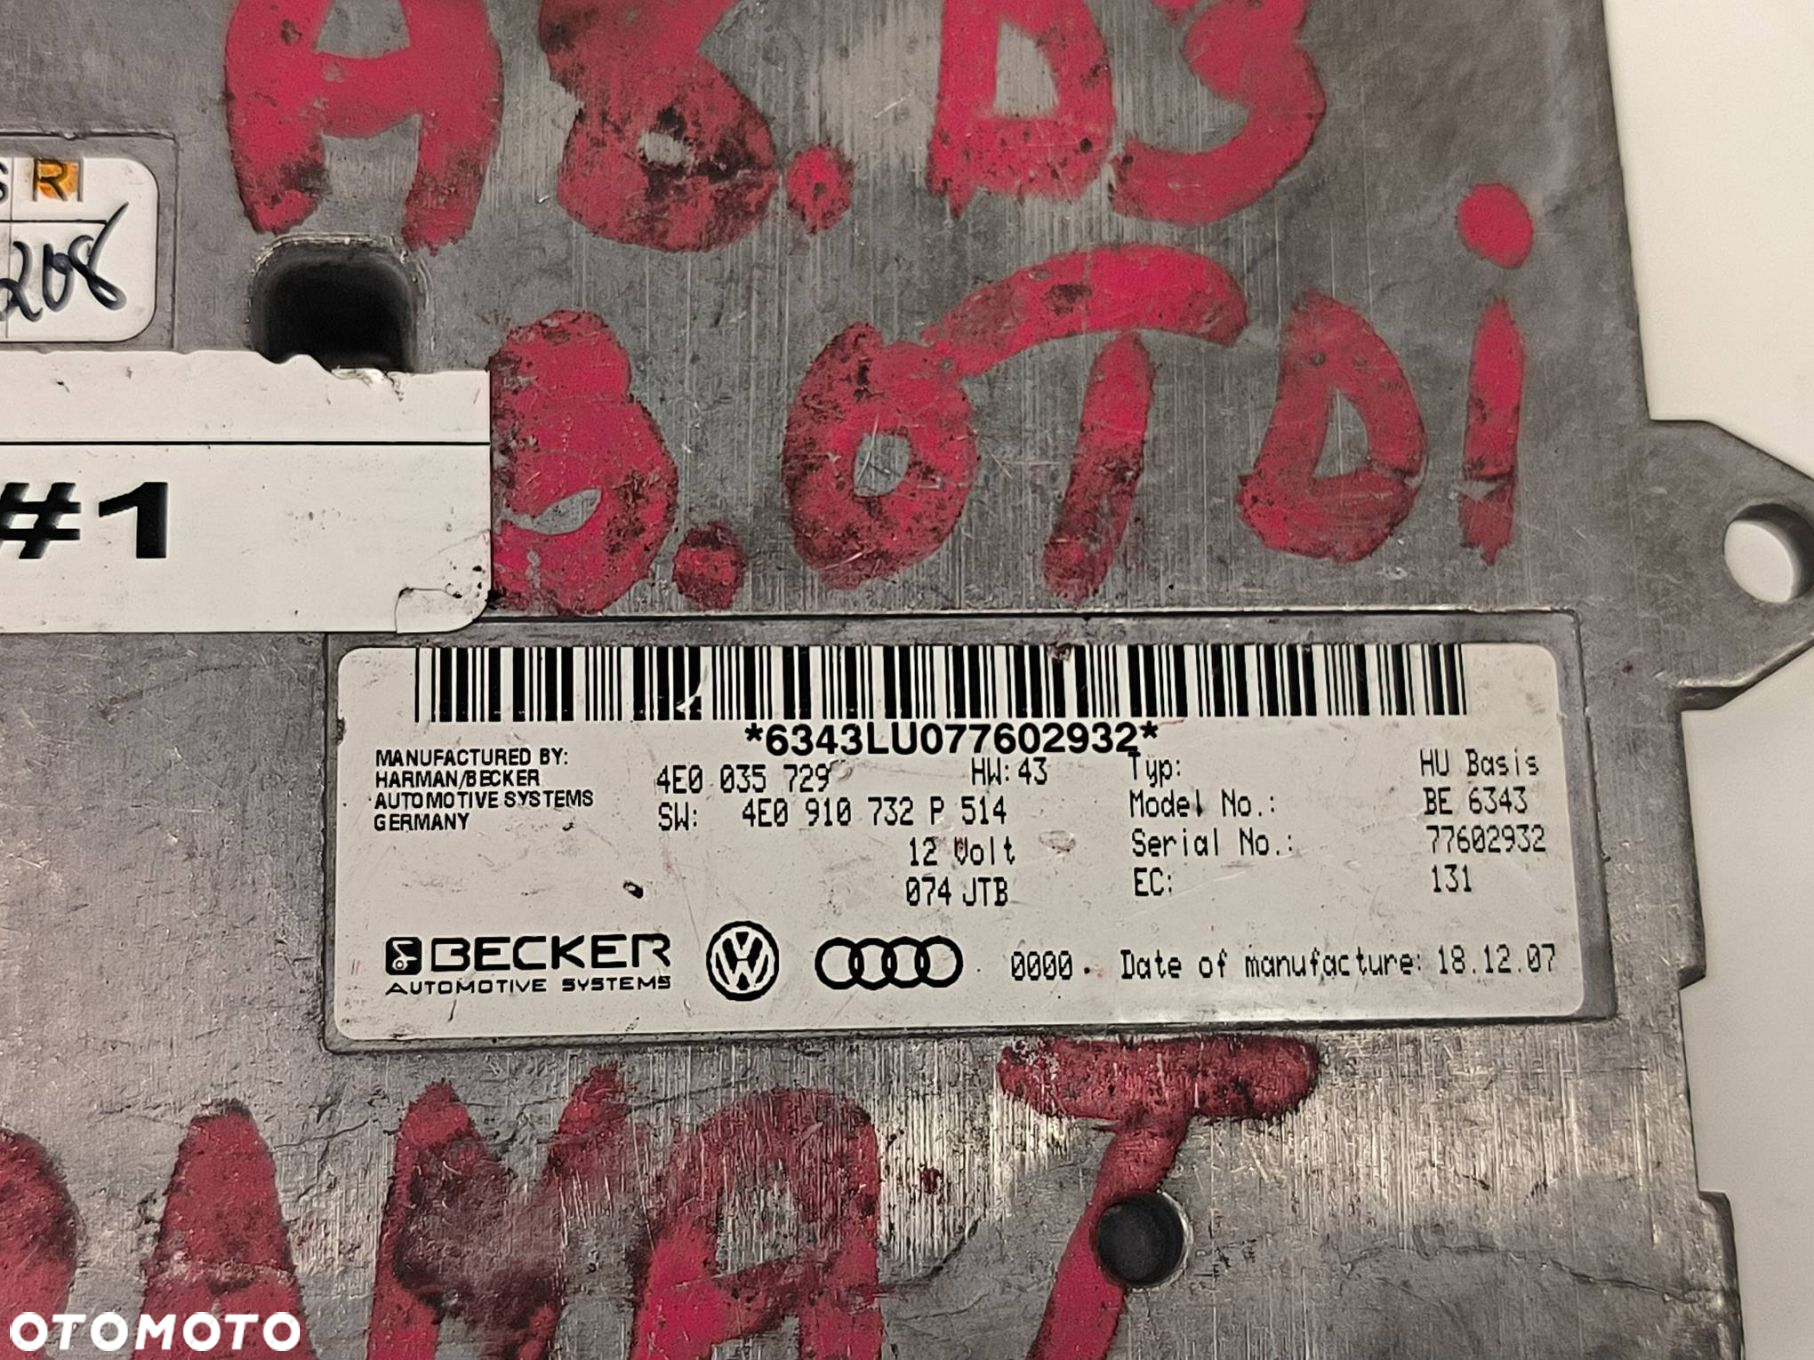 A8.D3
S RI
208
3.0TDi
#1
*6343LU077602932*
MANUFACTURED BY:
HARMAN/BECKER
AUTOMOTIVE SYSTEMS
GERMANY
4E0 035 729 HW:43
SW: 4E0 910 732 P 514
12 Volt
074 JTB
Typ: HU Basis
Model No.: BE 6343
Serial No.: 77602932
EC: 131
BECKER
AUTOMOTIVE SYSTEMS
0000 Date of manufacture: 18.12.07
OTOMOTO